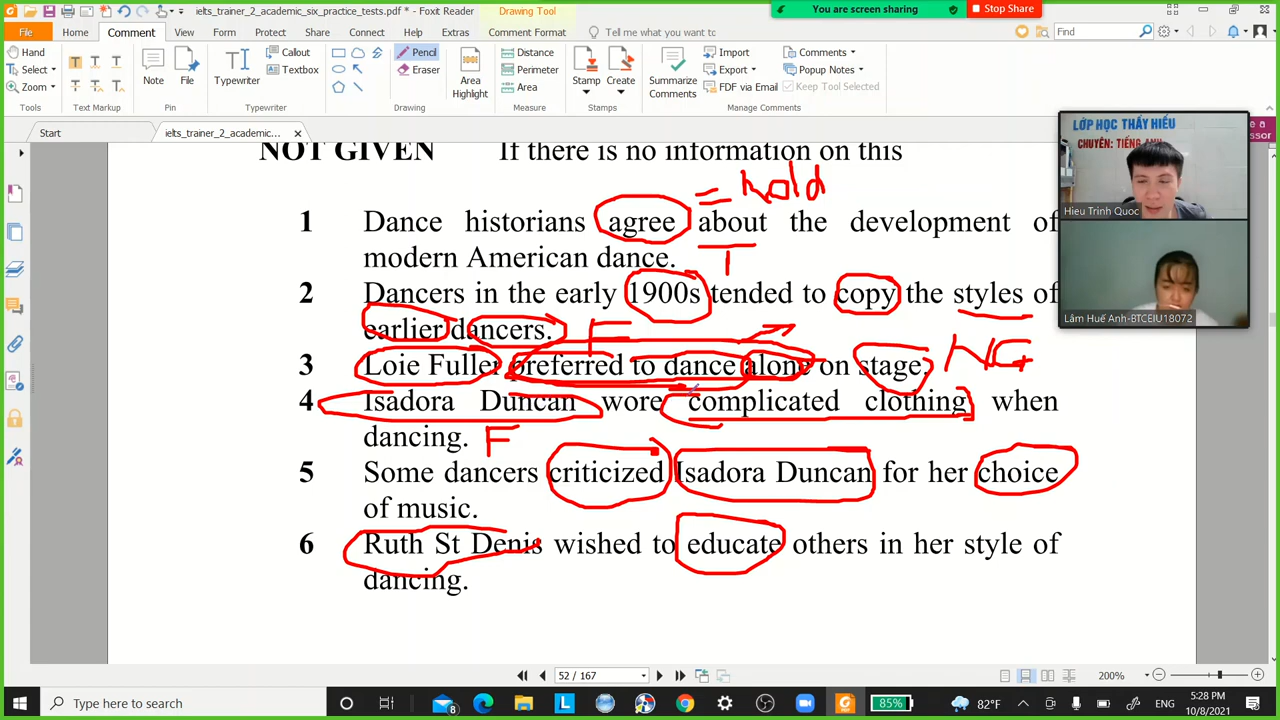 ielts_trainer_2_academic_six_practice_tests.pdf * - Foxit Reader
Drawing Tool
You are screen sharing
Stop Share
File
Home
Comment
View
Form
Protect
Share
Connect
Help
Extras
Comment Format
Tell me what you want tc
Find
Hand
Select
Zoom
Tools
Text Markup
Note
File
Pin
Typewriter
Callout
Textbox
Typewriter
Pencil
Eraser
Drawing
Area Highlight
Distance
Perimeter
Area
Measure
Stamp
Create
Stamps
Summarize Comments
Import
Export
FDF via Email
Comments
Popup Notes
Keep Tool Selected
Manage Comments
Start
ielts_trainer_2_academic...
LỚP HỌC THẦY HIẾU
CHUYÊN: TIẾNG ANH
Hieu Trinh Quoc
Lâm Huế Anh-BTCEIU18072
NOT GIVEN If there is no information on this
= hold
1 Dance historians agree about the development of
modern American dance.
T
2 Dancers in the early 1900s tended to copy the styles of
earlier dancers.
F
3 Loie Fuller preferred to dance alone on stage.
NG
4 Isadora Duncan wore complicated clothing when
dancing.
F
5 Some dancers criticized Isadora Duncan for her choice
of music.
6 Ruth St Denis wished to educate others in her style of
dancing.
52 / 167
200%
Type here to search
8
85%
82°F
ENG
5:28 PM
10/8/2021